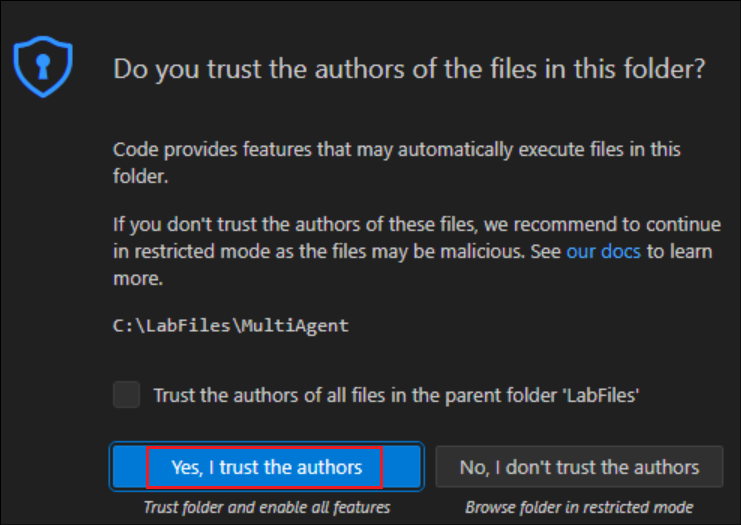 Do you trust the authors of the files in this folder?
Code provides features that may automatically execute files in this
folder.
If you don't trust the authors of these files, we recommend to continue
in restricted mode as the files may be malicious. See our docs to learn
more.
C:\LabFiles\MultiAgent
Trust the authors of all files in the parent folder 'LabFiles'
Yes, I trust the authors
No, I don't trust the authors
Trust folder and enable all features
Browse folder in restricted mode